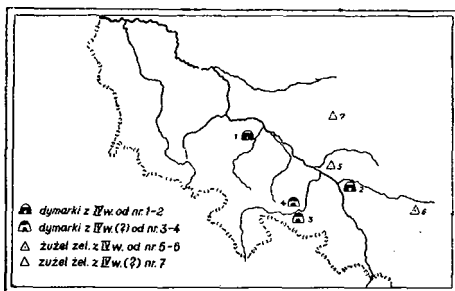 7
1
5
2
4
6
3
dymarki z IV w. od nr. 1-2
dymarki z IV w. (?) od nr. 3-4
żużel żel. z IV w. od nr 5-6
żużel żel. z IV w. (?) nr. 7